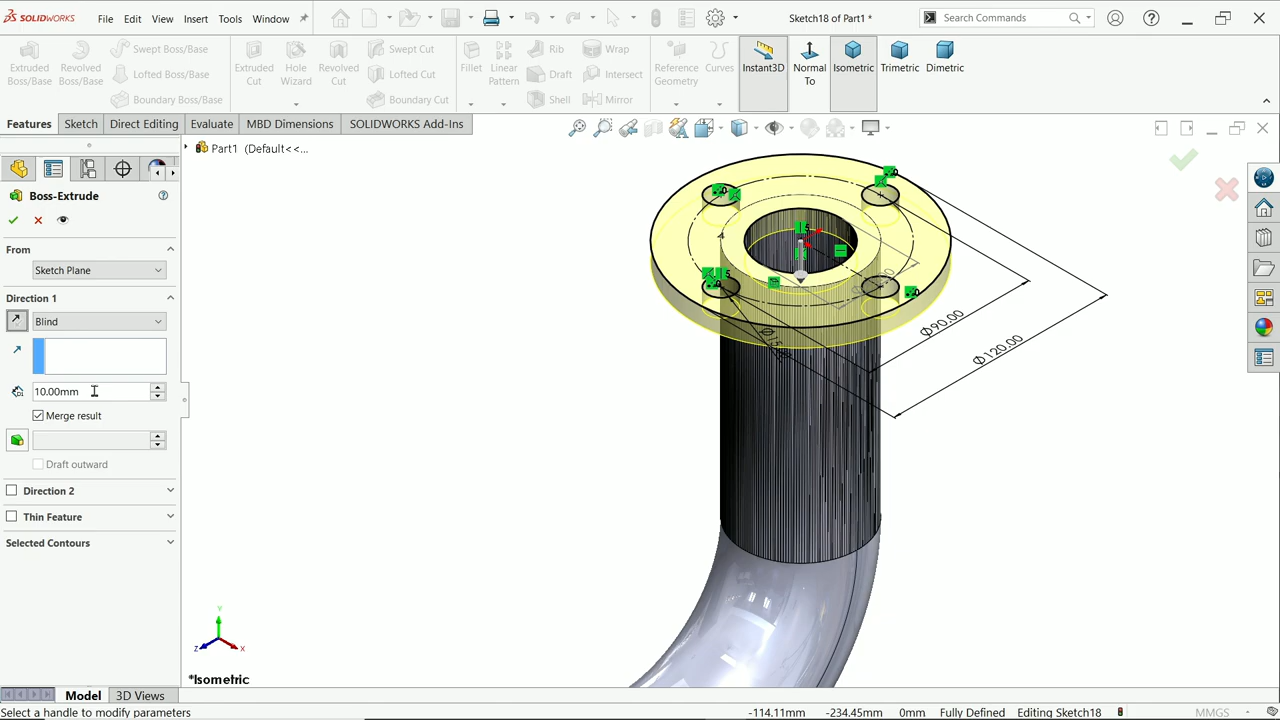 SOLIDWORKS File Edit View Insert Tools Window Sketch18 of Part1 * Search Commands
Extruded Boss/Base Revolved Boss/Base Swept Boss/Base Lofted Boss/Base Boundary Boss/Base Extruded Cut Hole Wizard Revolved Cut Swept Cut Lofted Cut Boundary Cut Fillet Linear Pattern Rib Draft Shell Wrap Intersect Mirror Reference Geometry Curves Instant3D Normal To Isometric Trimetric Dimetric
Features Sketch Direct Editing Evaluate MBD Dimensions SOLIDWORKS Add-Ins
Part1 (Default<<...
Boss-Extrude
From
Sketch Plane
Direction 1
Blind
10.00mm
Merge result
Draft outward
Direction 2
Thin Feature
Selected Contours
Φ90.00
Φ120.00
Y
Z
X
*Isometric
Model 3D Views
Select a handle to modify parameters -114.11mm -234.45mm 0mm Fully Defined Editing Sketch18 MMGS